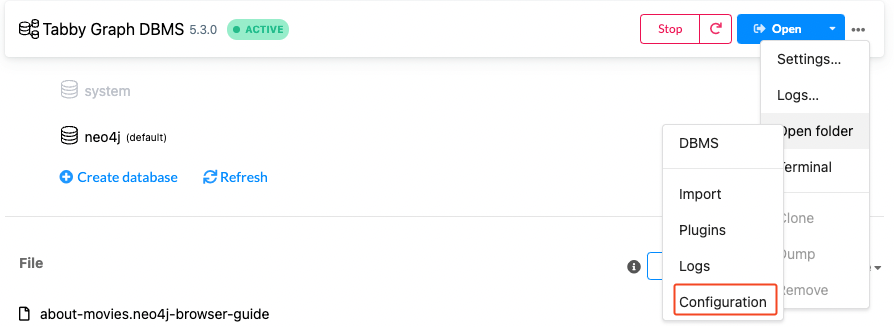 Tabby Graph DBMS 5.3.0 ACTIVE Stop Open
Settings...
system
Logs...
neo4j (default)
Open folder
DBMS
Terminal
Create database Refresh
Import
Clone
Plugins
Dump
File
Logs
Remove
Configuration
about-movies.neo4j-browser-guide